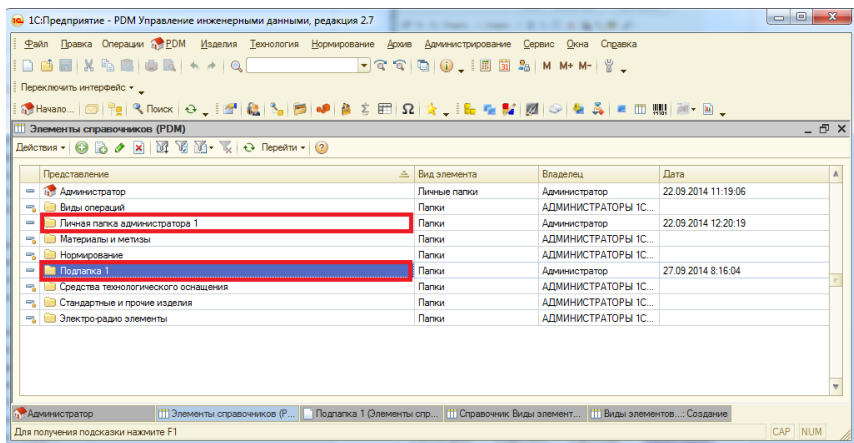 1С:Предприятие - PDM Управление инженерными данными, редакция 2.7
Файл Правка Операции PDM Изделия Технология Нормирование Архив Администрирование Сервис Окна Справка
M M+ M-
Переключить интерфейс
Начало... Поиск
Элементы справочников (PDM)
Действия Перейти
Представление Вид элемента Владелец Дата
Администратор Личные папки Администратор 22.09.2014 11:19:06
Виды операций Папки АДМИНИСТРАТОРЫ 1С...
Личная папка администратора 1 Папки Администратор 22.09.2014 12:20:19
Материалы и метизы Папки АДМИНИСТРАТОРЫ 1С...
Нормирование Папки АДМИНИСТРАТОРЫ 1С...
Подпапка 1 Папки Администратор 27.09.2014 8:16:04
Средства технологического оснащения Папки АДМИНИСТРАТОРЫ 1С...
Стандартные и прочие изделия Папки АДМИНИСТРАТОРЫ 1С...
Электро-радио элементы Папки АДМИНИСТРАТОРЫ 1С...
Администратор Элементы справочников (P... Подпапка 1 (Элементы спр... Справочник Виды элемент... Виды элементов...: Создание
Для получения подсказки нажмите F1 CAP NUM